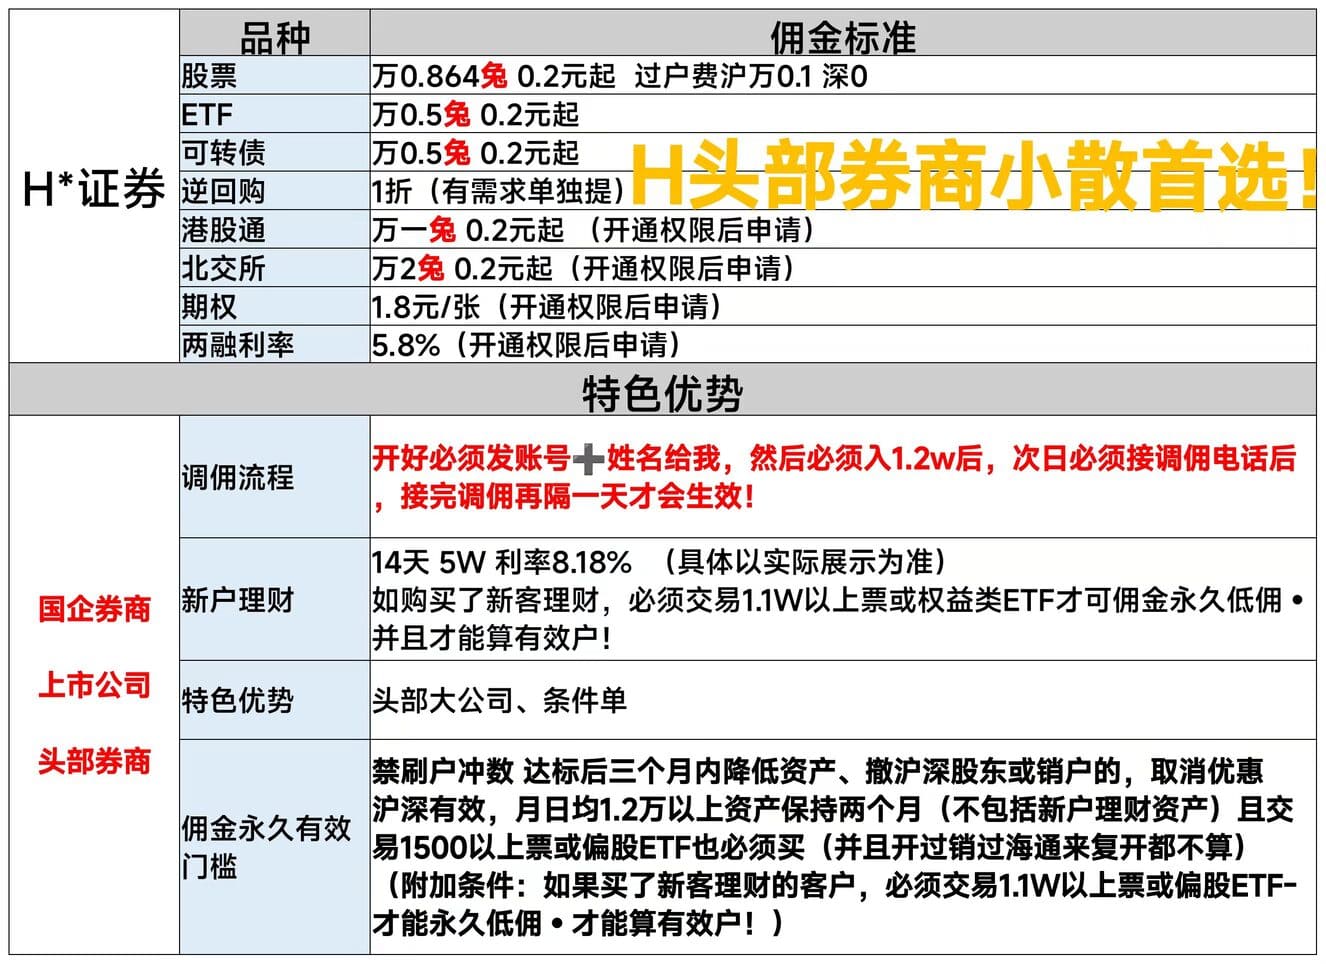 品种
佣金标准
H*证券
股票
万0.864兔 0.2元起 过户费沪万0.1 深0
ETF
万0.5兔 0.2元起
可转债
万0.5兔 0.2元起
H头部券商小散首选!
逆回购
1折（有需求单独提）
港股通
万一兔 0.2元起 （开通权限后申请）
北交所
万2兔 0.2元起（开通权限后申请）
期权
1.8元/张（开通权限后申请）
两融利率
5.8%（开通权限后申请）
特色优势
国企券商
上市公司
头部券商
调佣流程
开好必须发账号➕姓名给我，然后必须入1.2w后，次日必须接调佣电话后
，接完调佣再隔一天才会生效！
新户理财
14天 5W 利率8.18% （具体以实际展示为准）
如购买了新客理财，必须交易1.1W以上票或权益类ETF才可佣金永久低佣•
并且才能算有效户！
特色优势
头部大公司、条件单
佣金永久有效
门槛
禁刷户冲数 达标后三个月内降低资产、撤沪深股东或销户的，取消优惠
沪深有效，月日均1.2万以上资产保持两个月（不包括新户理财资产）且交
易1500以上票或偏股ETF也必须买（并且开过销过海通来复开都不算）
（附加条件：如果买了新客理财的客户，必须交易1.1W以上票或偏股ETF-
才能永久低佣•才能算有效户！）